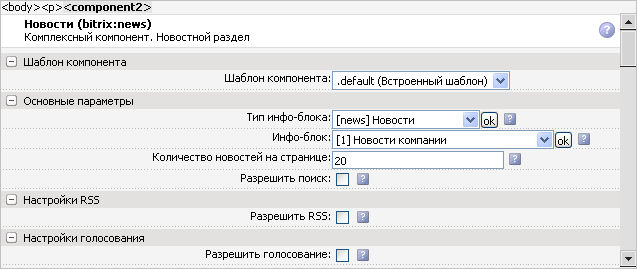 <body><p><component2>
Новости (bitrix:news)
Комплексный компонент. Новостной раздел
Шаблон компонента
Шаблон компонента: .default (Встроенный шаблон)
Основные параметры
Тип инфо-блока: [news] Новости ok ?
Инфо-блок: [1] Новости компании ok ?
Количество новостей на странице: 20 ?
Разрешить поиск: ?
Настройки RSS
Разрешить RSS: ?
Настройки голосования
Разрешить голосование: ?